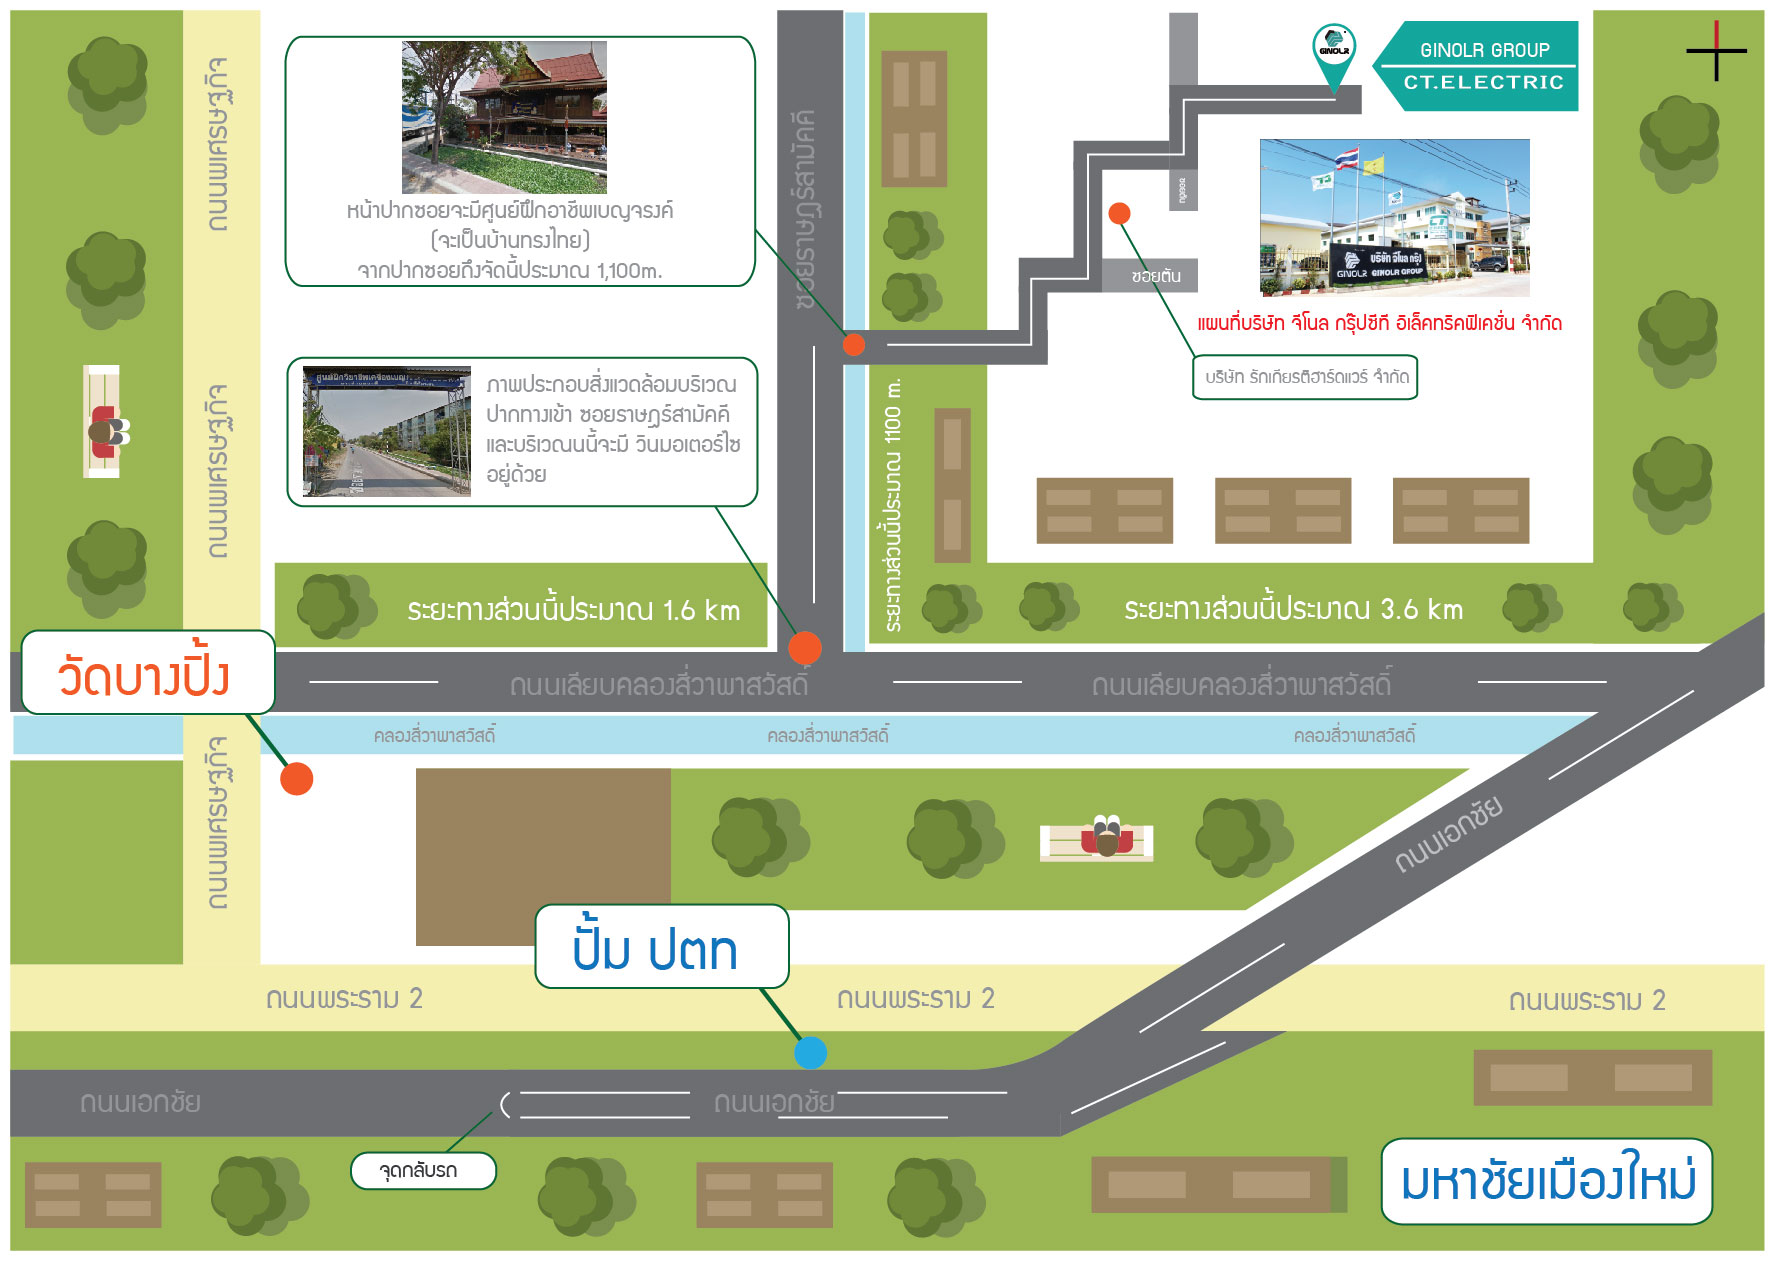 GINOLR
GINOLR GROUP
CT.ELECTRIC
ถนนพเศรษฐกิจ
ซอยราษฎร์สามัคคี
หน้าปากซอยจะมีศูนย์ฝึกอาชีพเบญจรงค์
(จะเป็นบ้านทรงไทย)
จากปากซอยถึงจัดนี้ประมาณ 1,100m.
ซอยตัน
บริษัท จีโนล กรุ๊ป
GINOLR GROUP
แผนที่บริษัท จีโนล กรุ๊ปซีที อิเล็คทริคฟิเคชั่น จำกัด
บริษัท รักเกียรติฮาร์ดแวร์ จำกัด
ถนนพเศรษฐกิจ
ภาพประกอบสิ่งแวดล้อมบริเวณ
ปากทางเข้า ซอยราษฎร์สามัคคี
และบริเวณนนี้จะมี วินมอเตอร์ไซ
อยู่ด้วย
ระยะทางส่วนนี้ประมาณ 1100 m.
ระยะทางส่วนนี้ประมาณ 1.6 km
ระยะทางส่วนนี้ประมาณ 3.6 km
วัดบางปิ้ง
ถนนเลียบคลองสี่วาพาสวัสดิ์
ถนนเลียบคลองสี่วาพาสวัสดิ์
คลองสี่วาพาสวัสดิ์
คลองสี่วาพาสวัสดิ์
คลองสี่วาพาสวัสดิ์
ถนนพเศรษฐกิจ
ถนนเอกชัย
ปั้ม ปตท
ถนนพระราม 2
ถนนพระราม 2
ถนนพระราม 2
ถนนเอกชัย
ถนนเอกชัย
จุดกลับรถ
มหาชัยเมืองใหม่